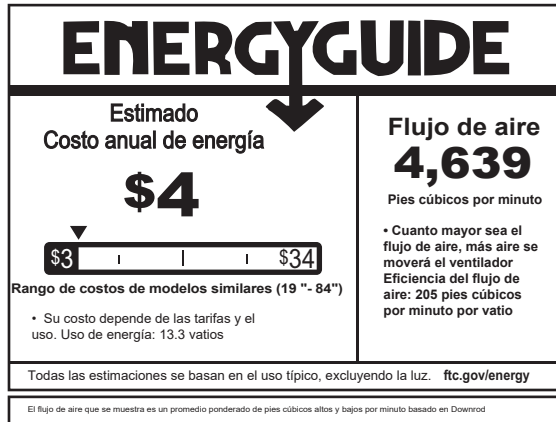 ENERGYGUIDE
Estimado
Costo anual de energía
$4
$3 $34
Rango de costos de modelos similares (19 "- 84")
• Su costo depende de las tarifas y el
uso. Uso de energía: 13.3 vatios
Flujo de aire
4,639
Pies cúbicos por minuto
• Cuanto mayor sea el
flujo de aire, más aire se
moverá el ventilador
Eficiencia del flujo de
aire: 205 pies cúbicos
por minuto por vatio
Todas las estimaciones se basan en el uso típico, excluyendo la luz. ftc.gov/energy
El flujo de aire que se muestra es un promedio ponderado de pies cúbicos altos y bajos por minuto basado en Downrod